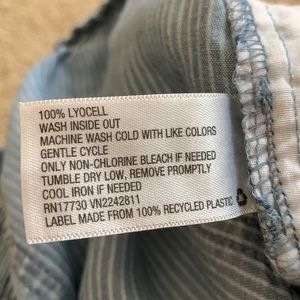 100% LYOCELL
WASH INSIDE OUT
MACHINE WASH COLD WITH LIKE COLORS
GENTLE CYCLE
ONLY NON-CHLORINE BLEACH IF NEEDED
TUMBLE DRY LOW, REMOVE PROMPTLY
COOL IRON IF NEEDED
RN17730 VN2242811
LABEL MADE FROM 100% RECYCLED PLASTIC